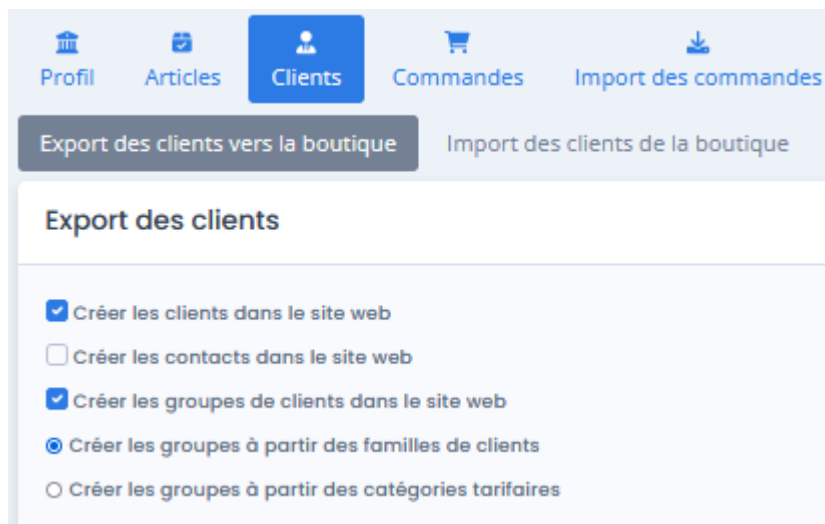 Profil Articles Clients Commandes Import des commandes
Export des clients vers la boutique Import des clients de la boutique
Export des clients
Créer les clients dans le site web
Créer les contacts dans le site web
Créer les groupes de clients dans le site web
Créer les groupes à partir des familles de clients
Créer les groupes à partir des catégories tarifaires